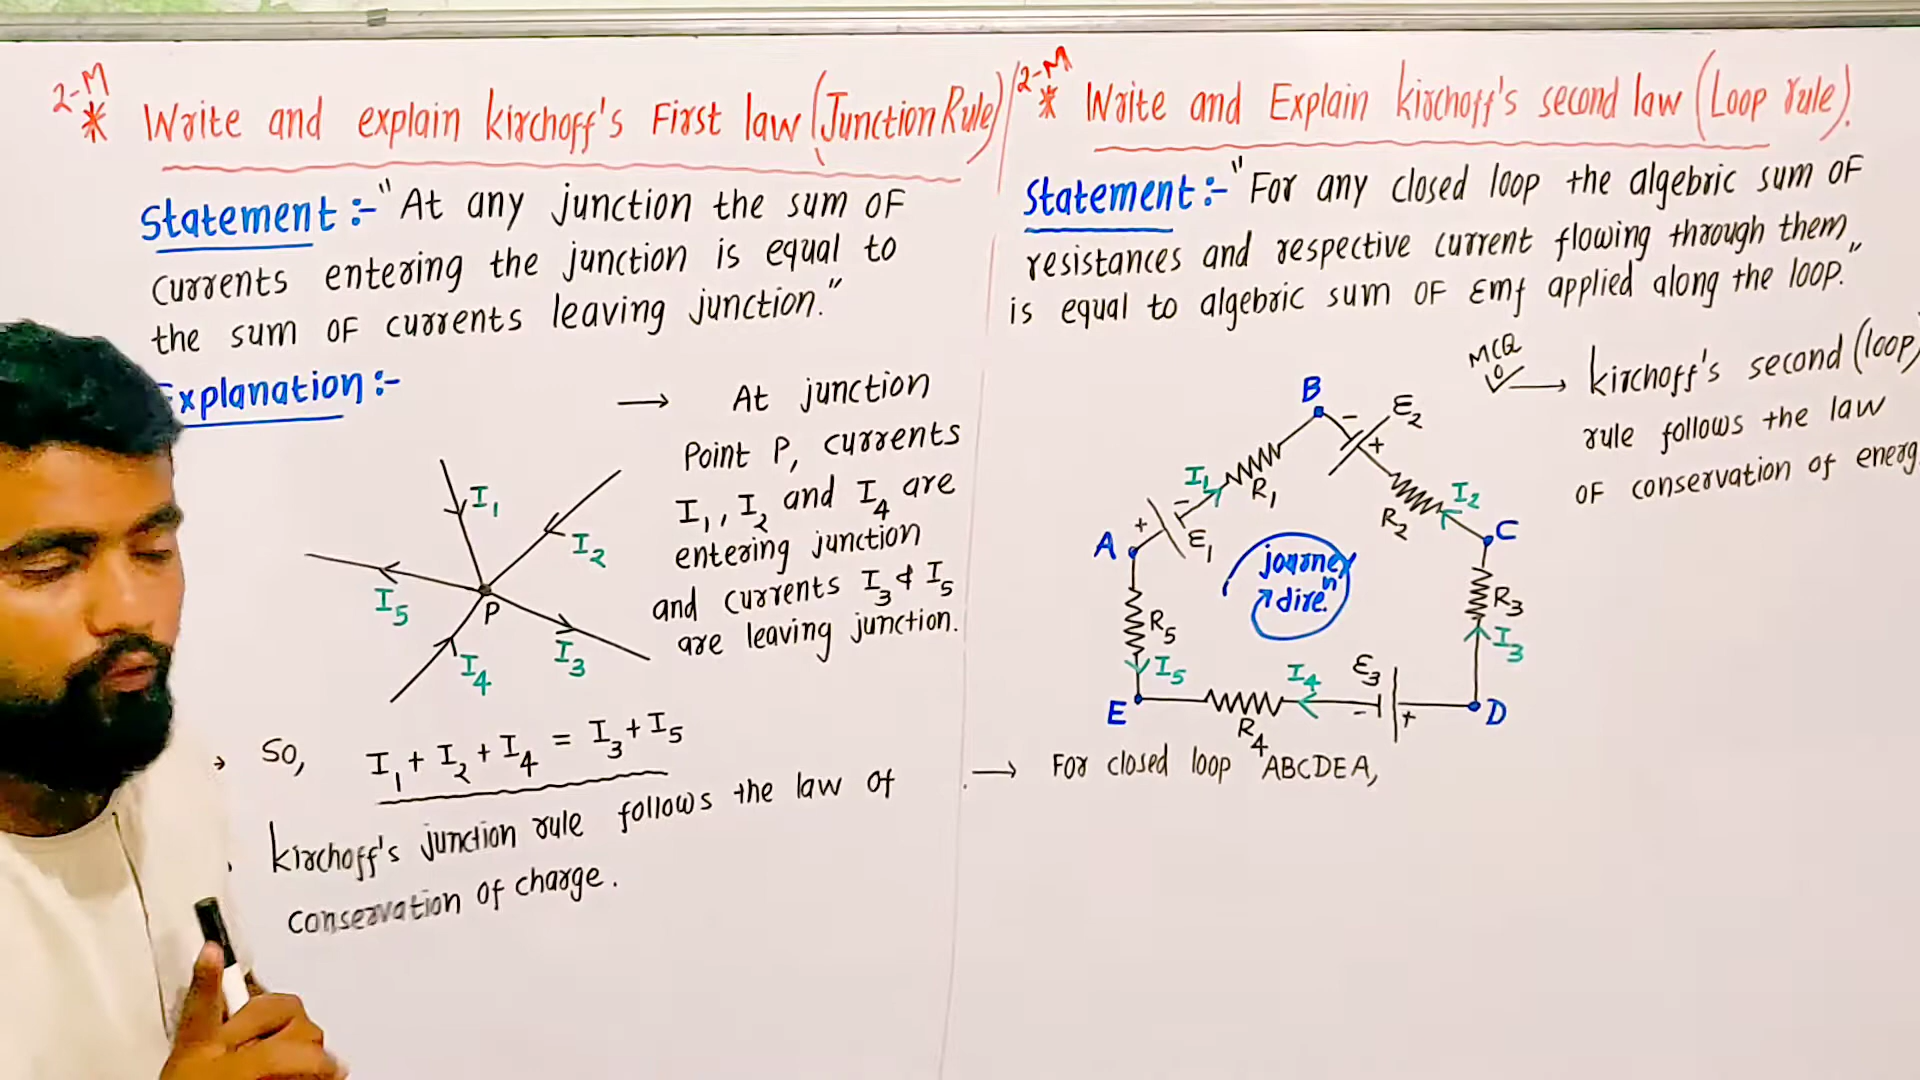 2-M
* Write and explain kirchoff's First law (Junction Rule)
Statement :- "At any junction the sum of
currents entering the junction is equal to
the sum of currents leaving junction."
Explanation :-
I₁
I₂
I₅
P
I₄
I₃
→ At junction
Point P, currents
I₁, I₂ and I₄ are
entering junction
and currents I₃ & I₅
are leaving junction.
→ So, I₁ + I₂ + I₄ = I₃ + I₅
kirchoff's junction rule follows the law of
conservation of charge.
2-M
* Write and Explain kirchoff's second law (Loop rule).
Statement :- "For any closed loop the algebric sum of
resistances and respective current flowing through them
is equal to algebric sum of Emf applied along the loop."
MCQ
→ kirchoff's second (loop)
rule follows the law
of conservation of energ
B
- ε₂
+
I₁
R₁
I₂
R₂
C
A
+ -
ε₁
journey
direⁿ
R₃
I₃
R₅
I₅
I₄
ε₃
E
- +
D
R₄
→ For closed loop ABCDEA,